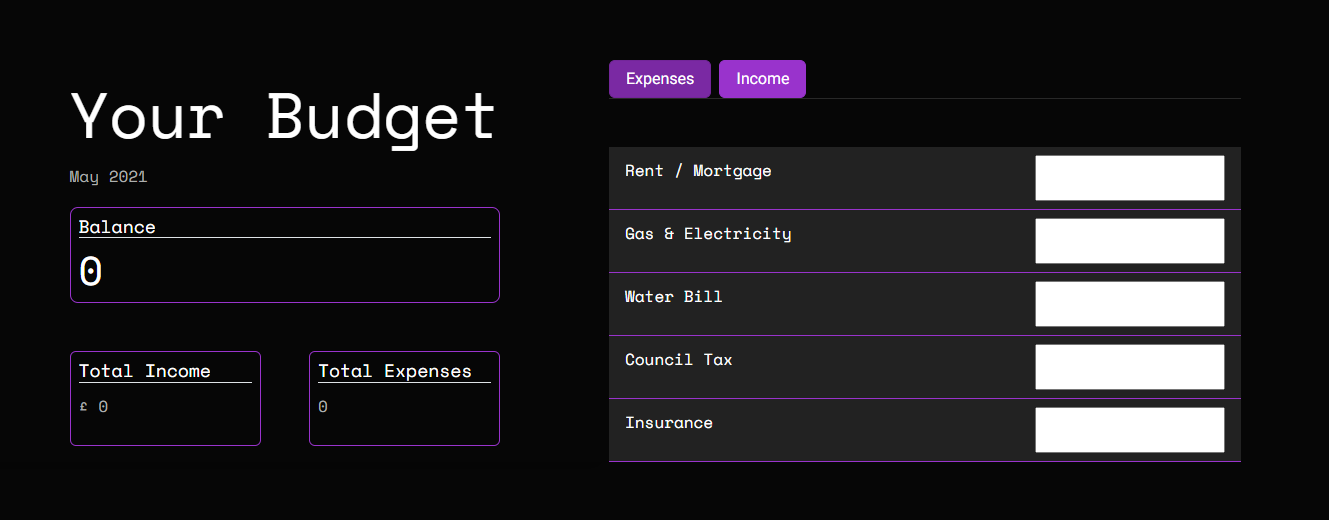 Your Budget
May 2021
Balance
0
Total Income
£ 0
Total Expenses
0
Expenses
Income
Rent / Mortgage
Gas & Electricity
Water Bill
Council Tax
Insurance